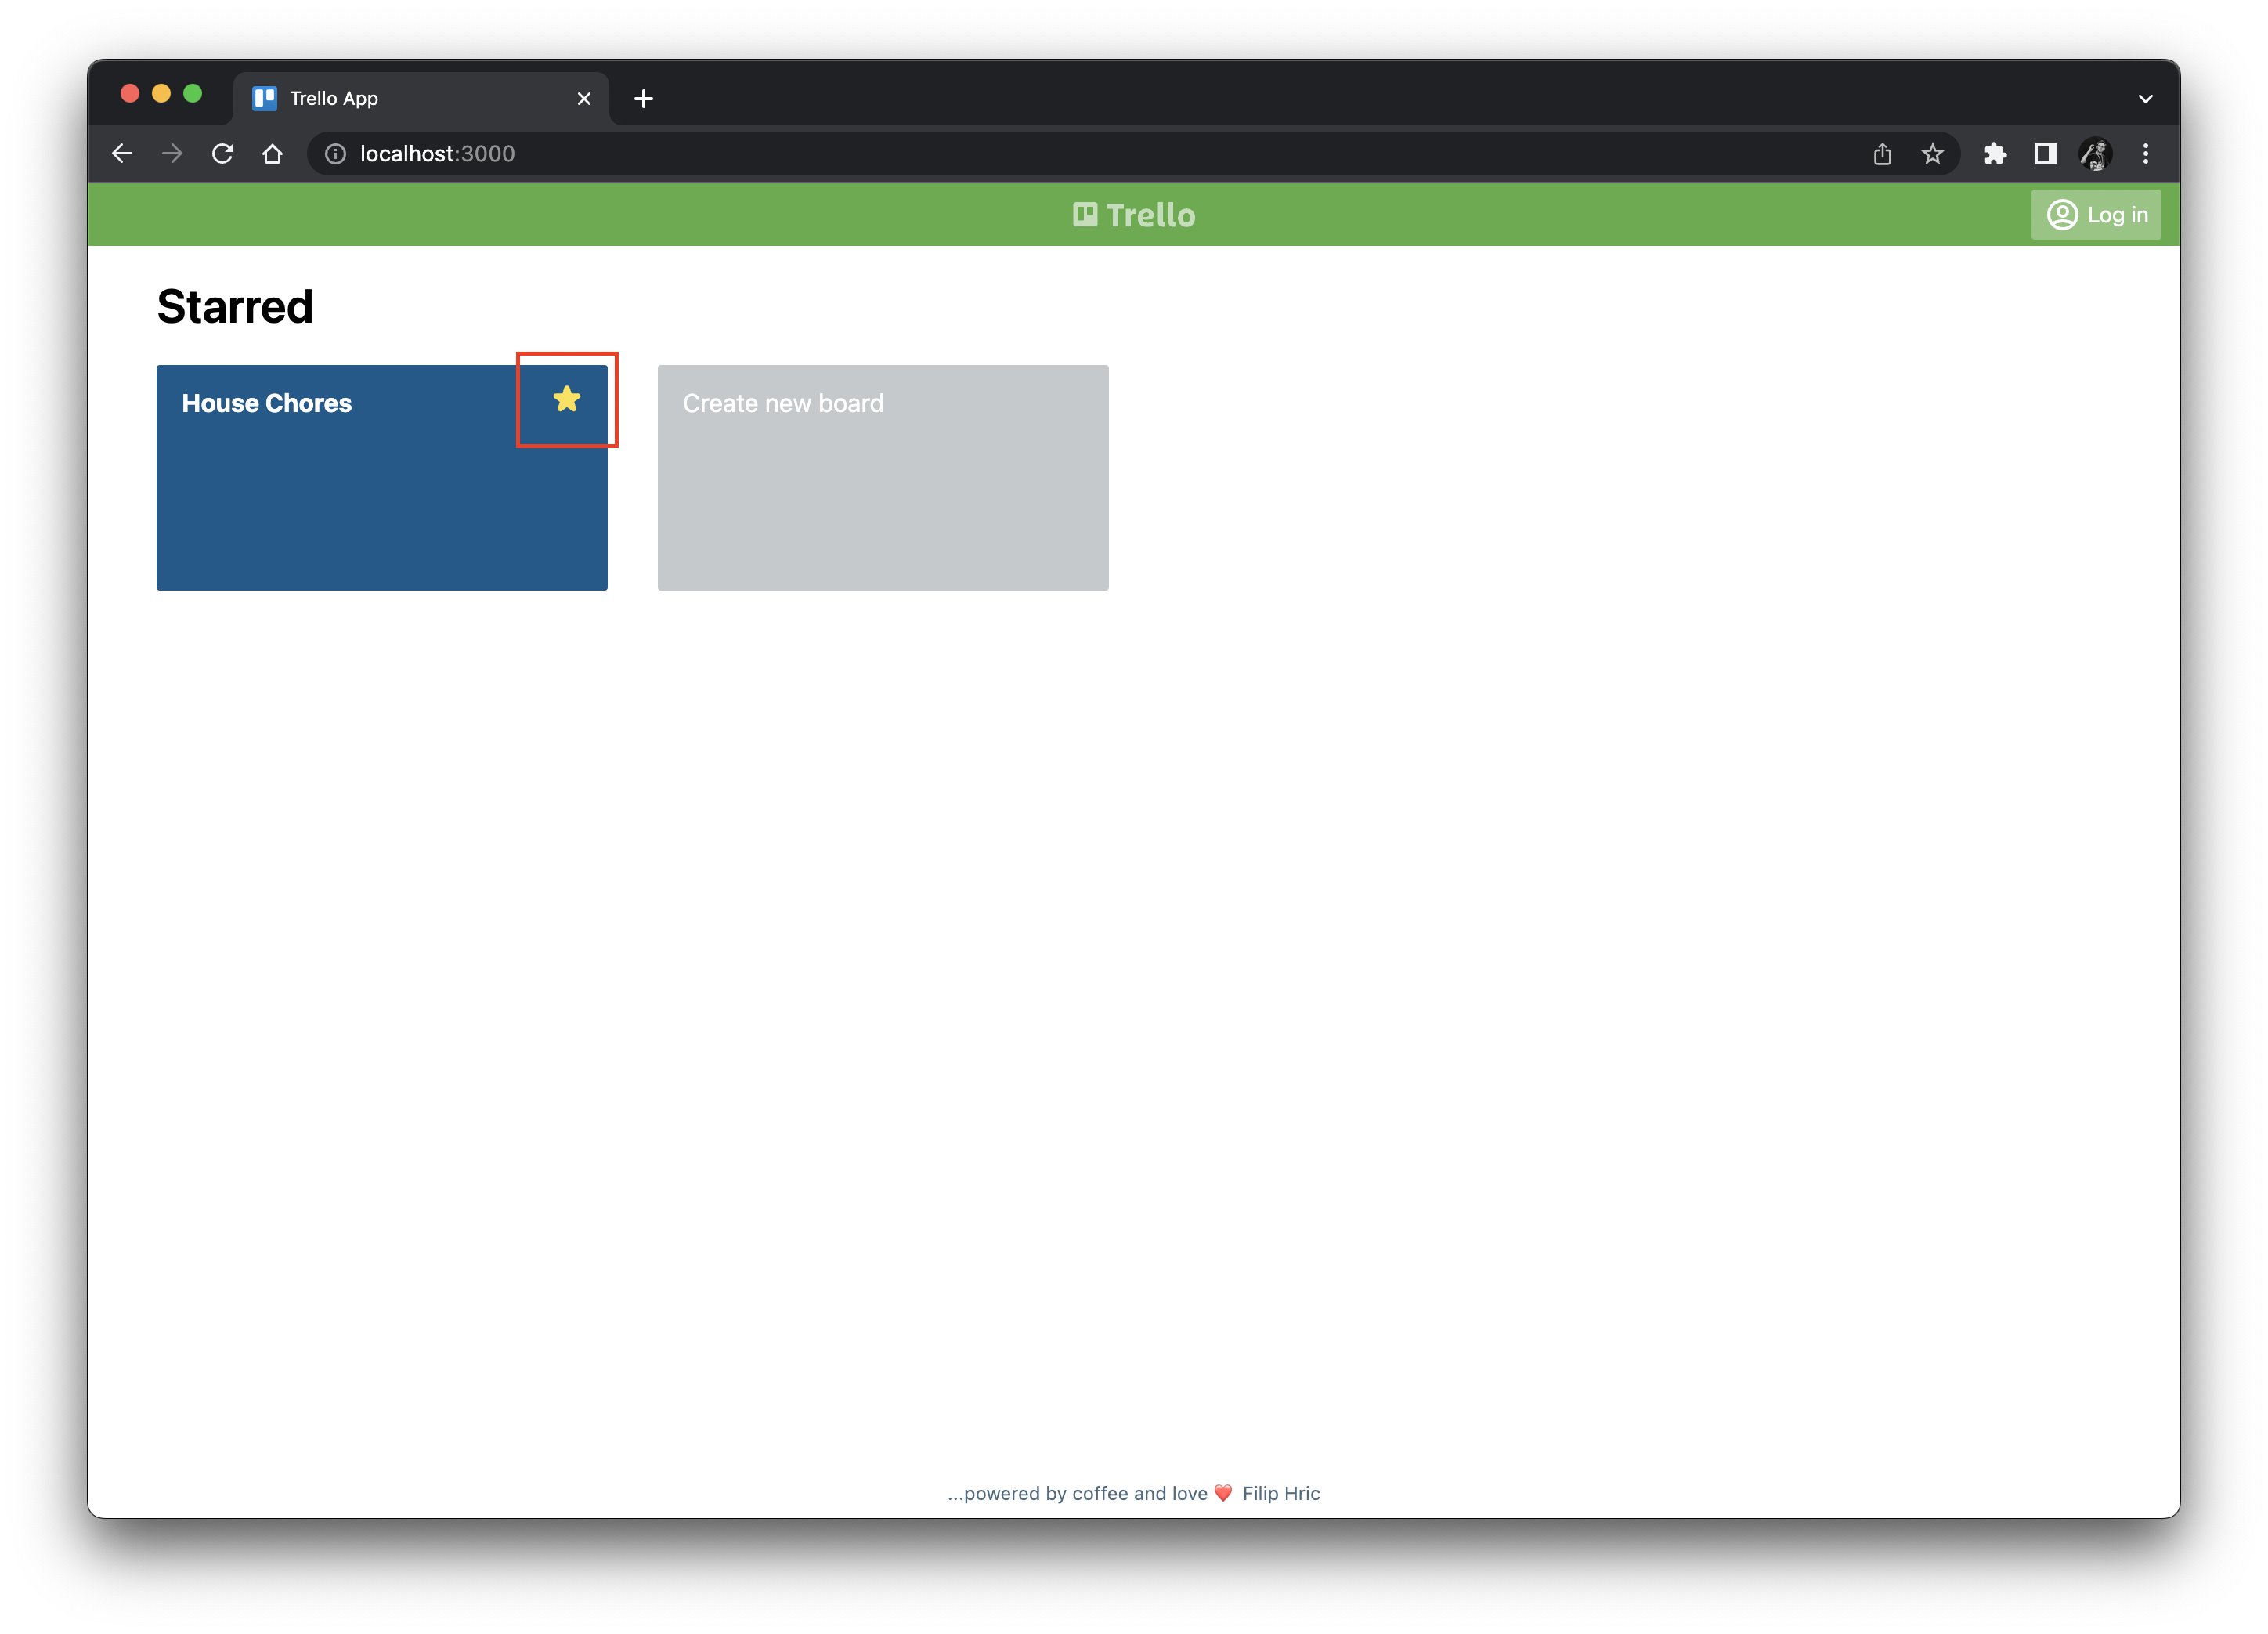 Trello App
localhost:3000
Trello
Log in
Starred
House Chores
Create new board
...powered by coffee and love ❤️ Filip Hric